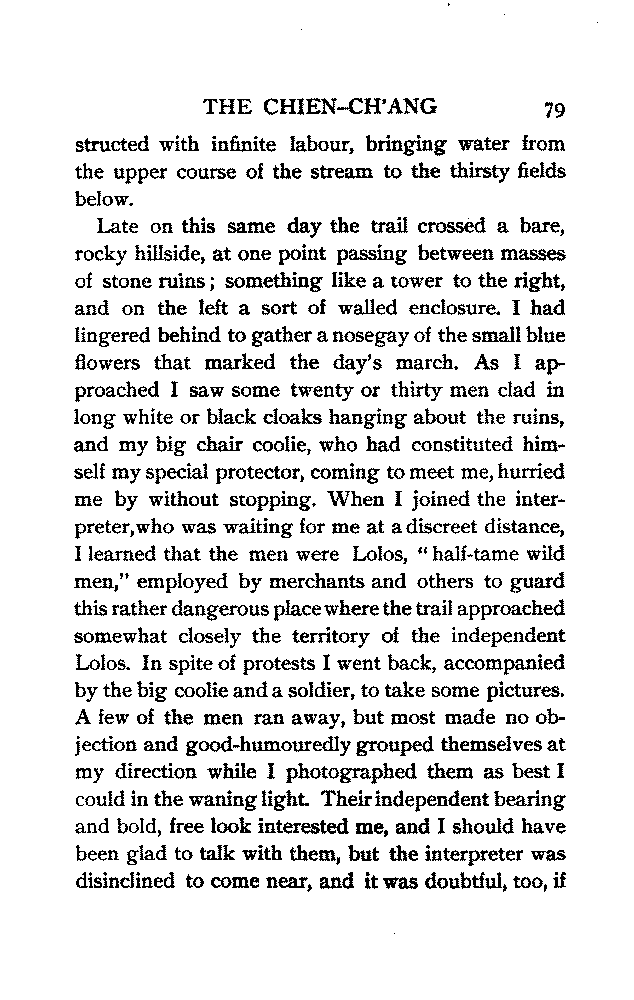 THE CHIEN-CH'ANG 79
structed with infinite labour, bringing water from
the upper course of the stream to the thirsty fields
below.
Late on this same day the trail crossed a bare,
rocky hillside, at one point passing between masses
of stone ruins; something like a tower to the right,
and on the left a sort of walled enclosure. I had
lingered behind to gather a nosegay of the small blue
flowers that marked the day's march. As I ap-
proached I saw some twenty or thirty men clad in
long white or black cloaks hanging about the ruins,
and my big chair coolie, who had constituted him-
self my special protector, coming to meet me, hurried
me by without stopping. When I joined the inter-
preter, who was waiting for me at a discreet distance,
I learned that the men were Lolos, "half-tame wild
men," employed by merchants and others to guard
this rather dangerous place where the trail approached
somewhat closely the territory of the independent
Lolos. In spite of protests I went back, accompanied
by the big coolie and a soldier, to take some pictures.
A few of the men ran away, but most made no ob-
jection and good-humouredly grouped themselves at
my direction while I photographed them as best I
could in the waning light. Their independent bearing
and bold, free look interested me, and I should have
been glad to talk with them, but the interpreter was
disinclined to come near, and it was doubtful, too, if